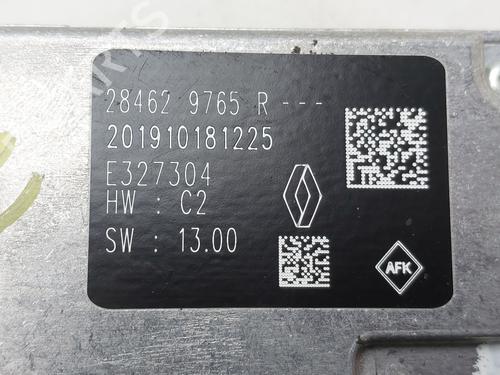 28462 9765 R ---
201910181225
E327304
HW : C2
SW : 13.00
AFK